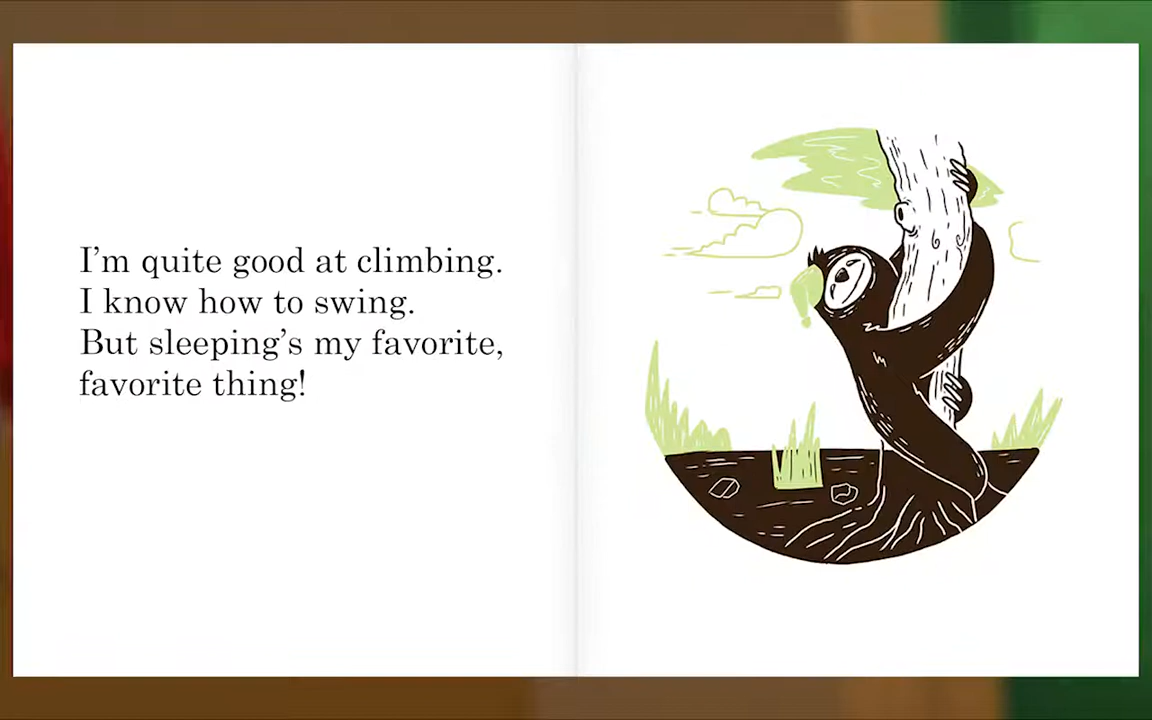 I'm quite good at climbing.
I know how to swing.
But sleeping's my favorite,
favorite thing!